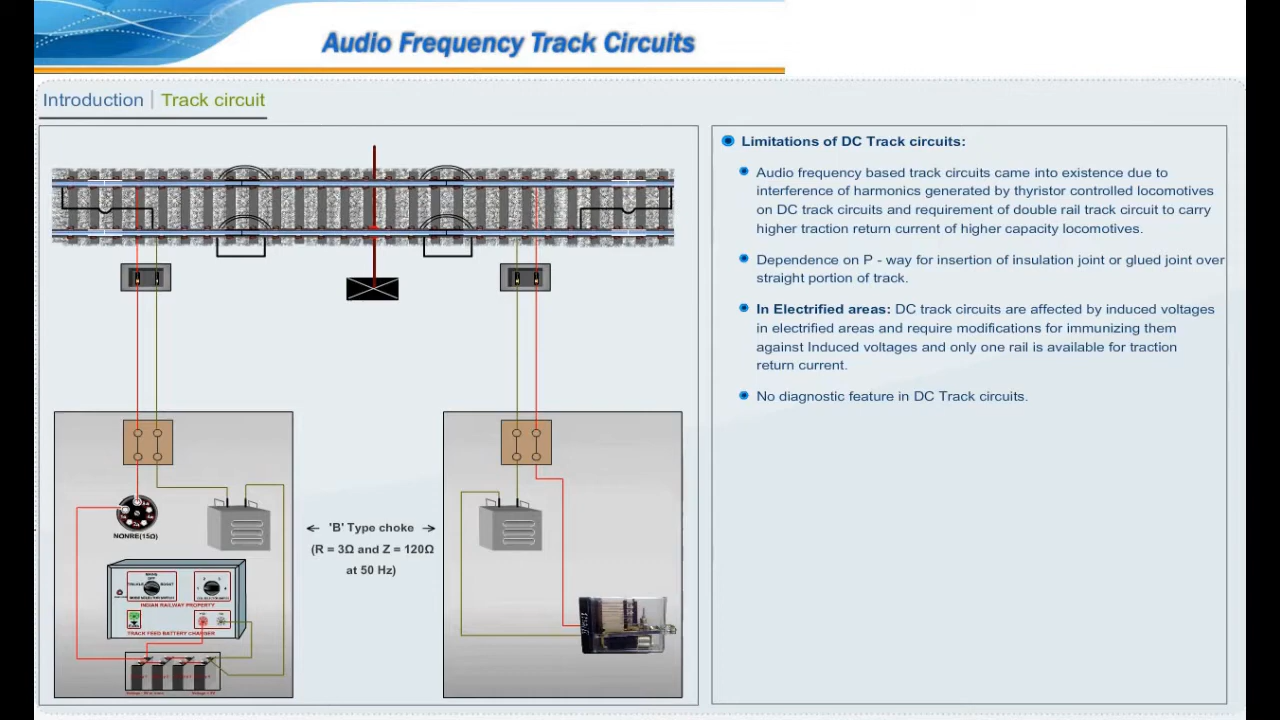 Audio Frequency Track Circuits
Introduction | Track circuit
NONRE(15Ω)
INDIAN RAILWAY PROPERTY
TRACK FEED BATTERY CHARGER
'B' Type choke
(R = 3Ω and Z = 120Ω
at 50 Hz)
Limitations of DC Track circuits:
Audio frequency based track circuits came into existence due to
interference of harmonics generated by thyristor controlled locomotives
on DC track circuits and requirement of double rail track circuit to carry
higher traction return current of higher capacity locomotives.
Dependence on P - way for insertion of insulation joint or glued joint over
straight portion of track.
In Electrified areas: DC track circuits are affected by induced voltages
in electrified areas and require modifications for immunizing them
against Induced voltages and only one rail is available for traction
return current.
No diagnostic feature in DC Track circuits.